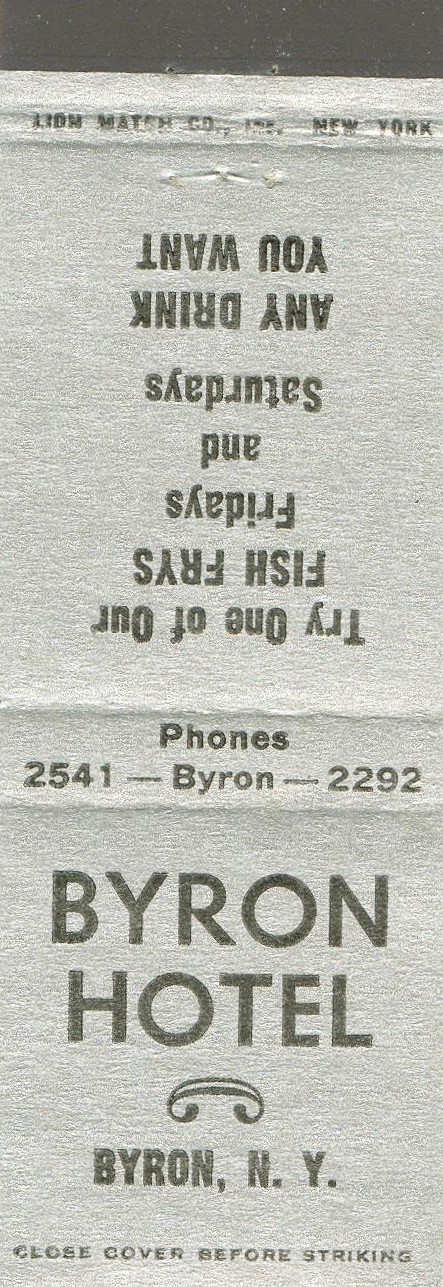 LION MATCH CO., INC. NEW YORK
Try One of Our
FISH FRYS
Fridays
and
Saturdays
ANY DRINK
YOU WANT
Phones
2541 — Byron — 2292
BYRON
HOTEL
BYRON, N. Y.
CLOSE COVER BEFORE STRIKING